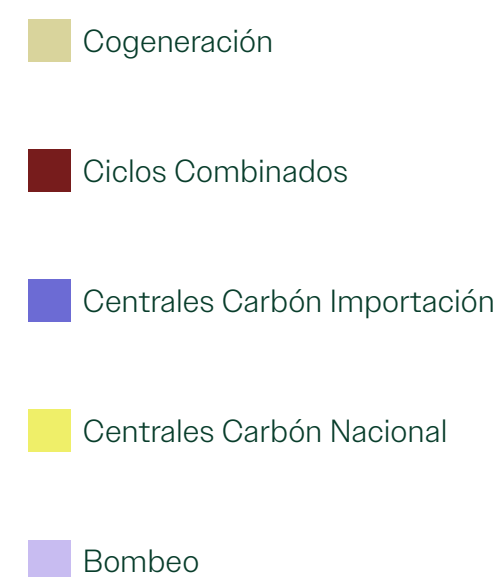 Cogeneración
Ciclos Combinados
Centrales Carbón Importación
Centrales Carbón Nacional
Bombeo